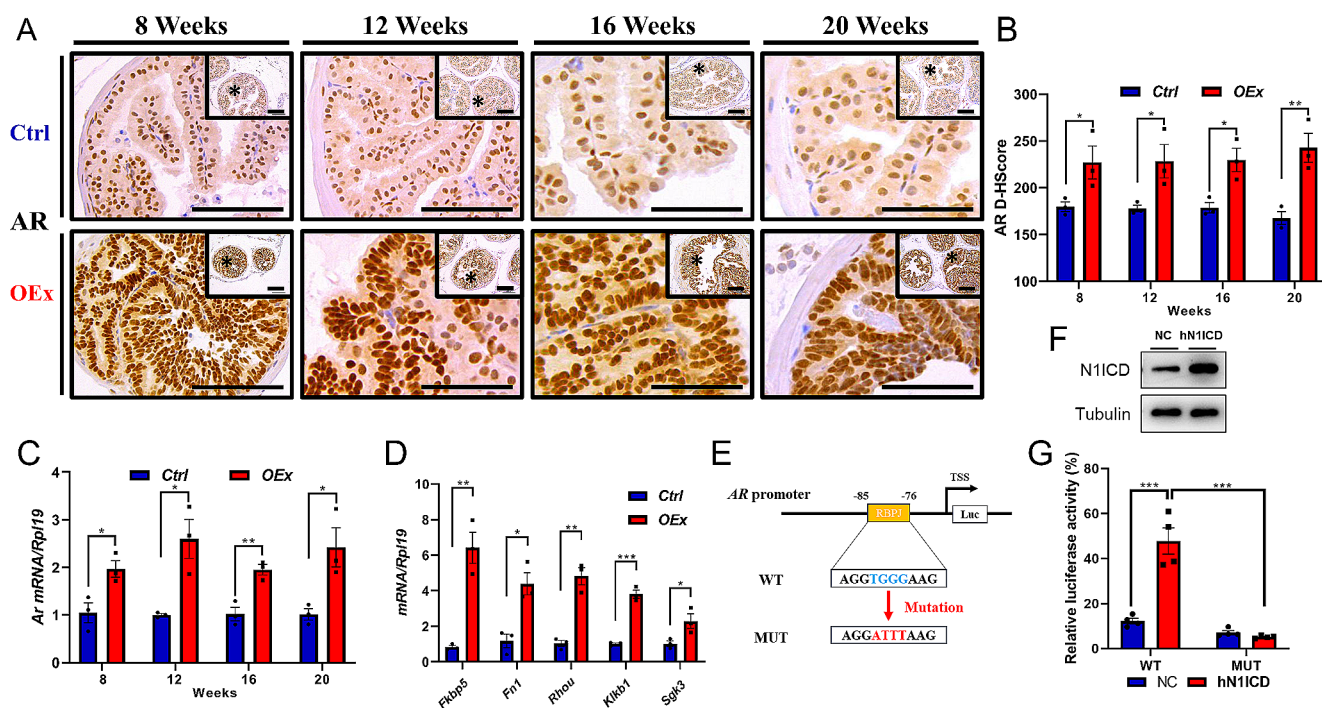 A
8 Weeks
12 Weeks
16 Weeks
20 Weeks
Ctrl
AR
OEx
*
*
*
*
*
*
*
*
B
Ctrl
OEx
AR D-HScore
300
250
200
150
100
*
*
*
**
8
12
16
20
Weeks
F
NC hN1ICD
N1ICD
Tubulin
C
Ctrl
OEx
Ar mRNA/Rpl19
4
3
2
1
0
*
*
**
*
8
12
16
20
Weeks
D
Ctrl
OEx
mRNA/Rpl19
10
8
6
4
2
0
**
*
**
***
*
Fkbp5
Fn1
Rhou
Klkb1
Sgk3
E
AR promoter
-85
-76
TSS
RBPJ
Luc
WT
AGGTGGGAAG
Mutation
MUT
AGGATTTAAG
G
Relative luciferase activity (%)
80
60
40
20
0
***
***
WT
MUT
NC
hN1ICD